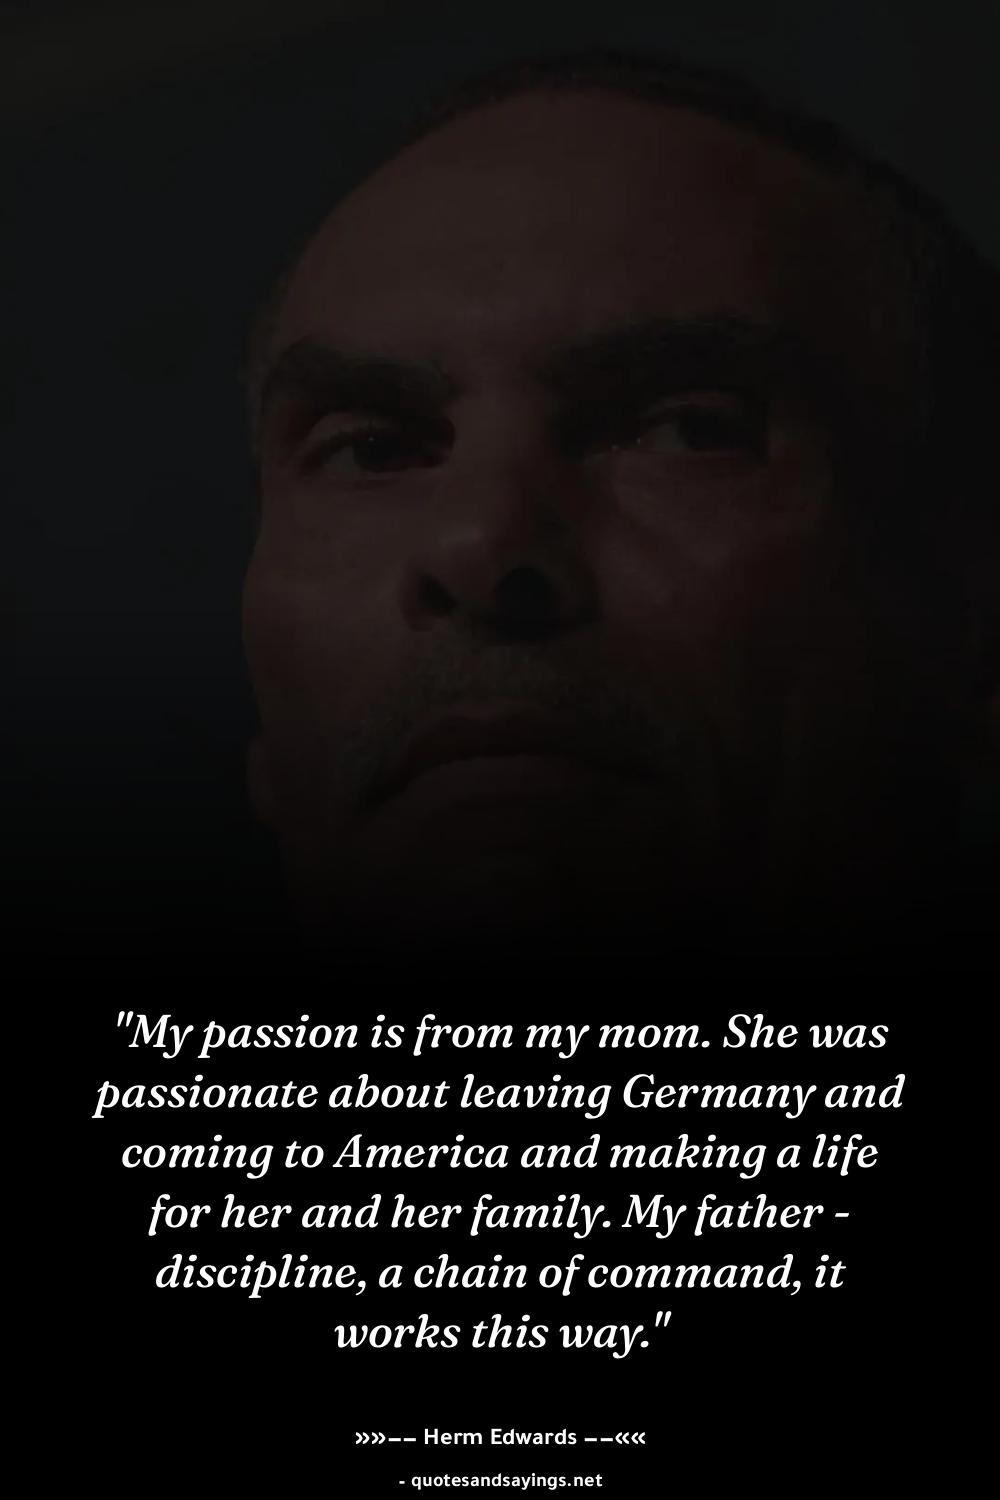 "My passion is from my mom. She was
passionate about leaving Germany and
coming to America and making a life
for her and her family. My father -
discipline, a chain of command, it
works this way."
»»—— Herm Edwards ——««
- quotesandsayings.net